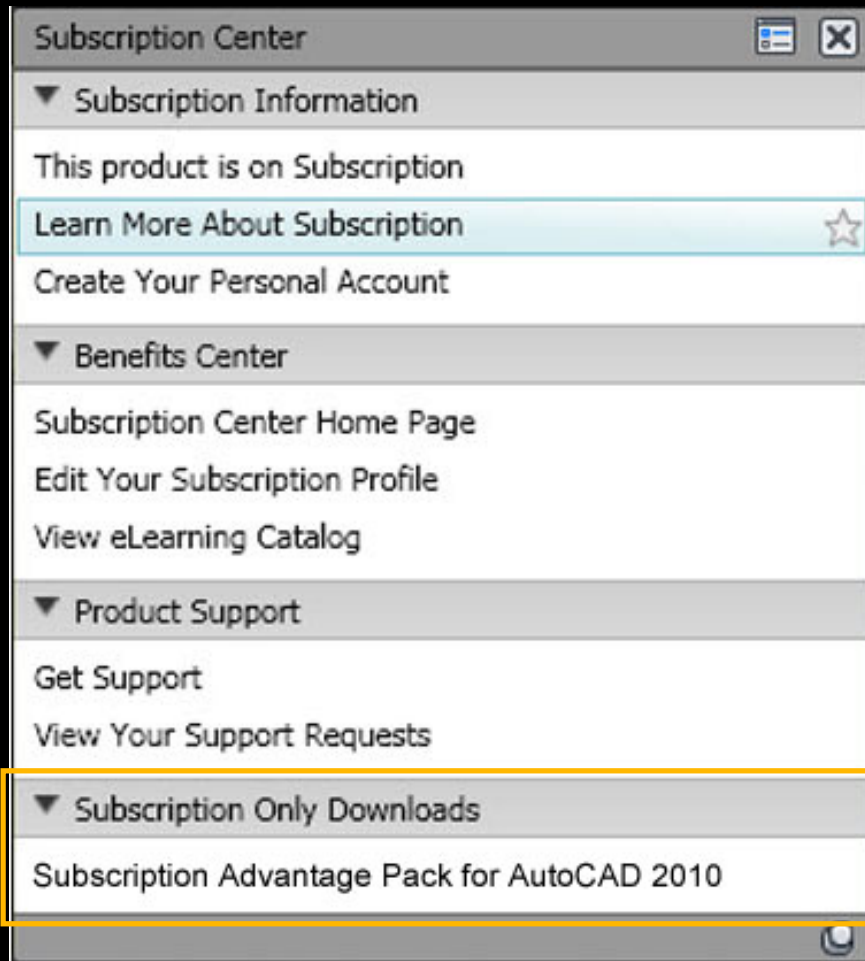 Subscription Center
Subscription Information
This product is on Subscription
Learn More About Subscription
Create Your Personal Account
Benefits Center
Subscription Center Home Page
Edit Your Subscription Profile
View eLearning Catalog
Product Support
Get Support
View Your Support Requests
Subscription Only Downloads
Subscription Advantage Pack for AutoCAD 2010